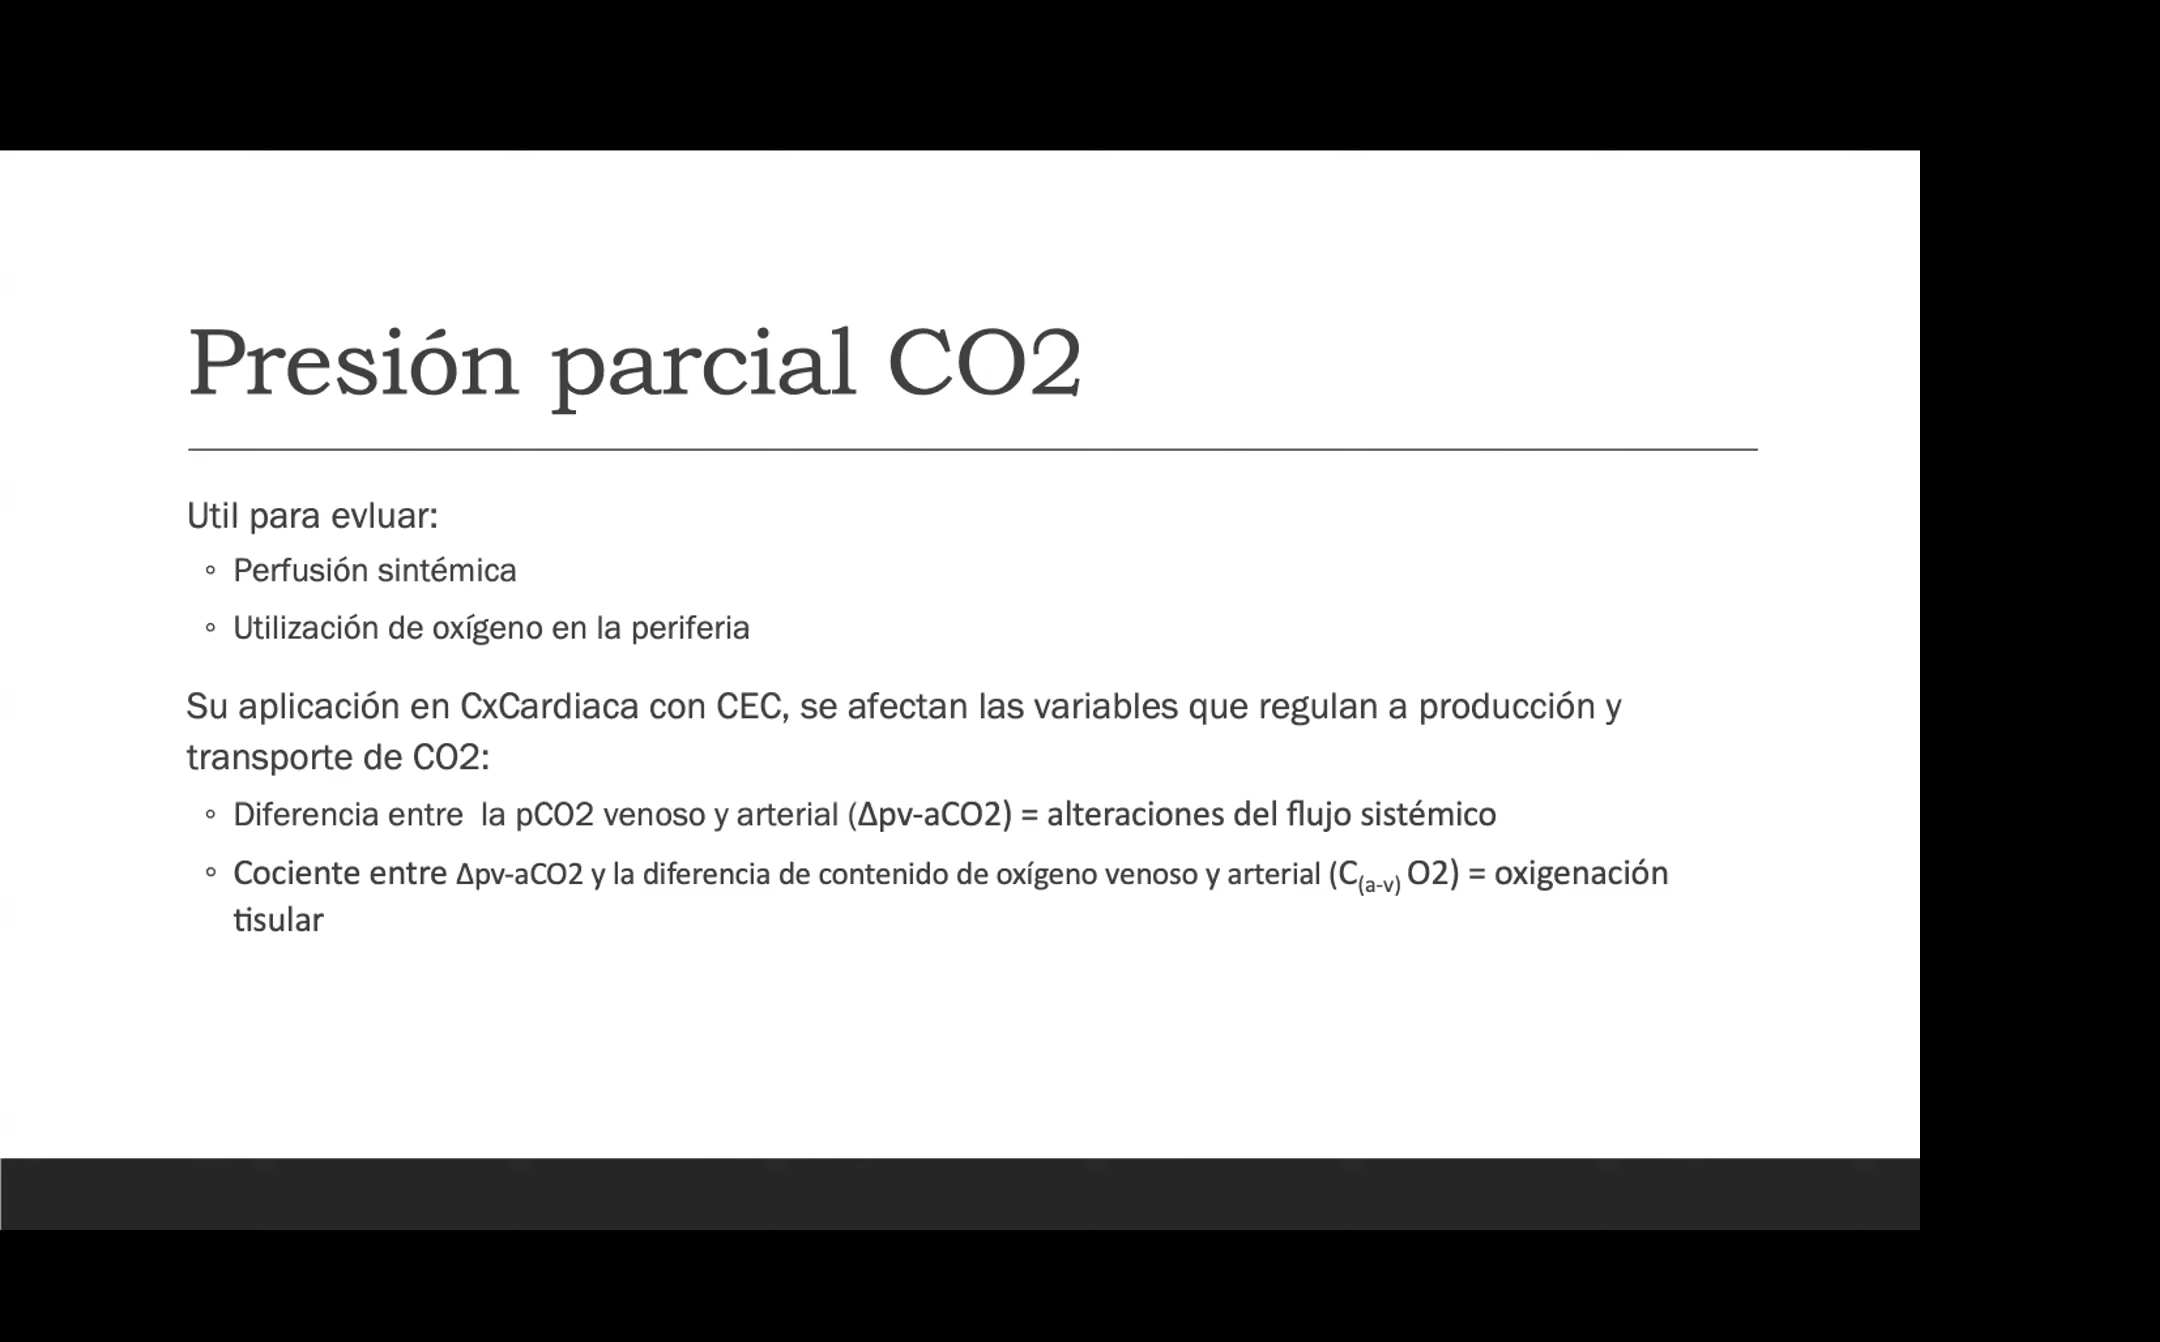 Presión parcial CO2
Util para evluar:
◦ Perfusión sintémica
◦ Utilización de oxígeno en la periferia
Su aplicación en CxCardiaca con CEC, se afectan las variables que regulan a producción y
transporte de CO2:
◦ Diferencia entre  la pCO2 venoso y arterial (Δpv-aCO2) = alteraciones del flujo sistémico
◦ Cociente entre Δpv-aCO2 y la diferencia de contenido de oxígeno venoso y arterial (C(a-v) O2) = oxigenación
tisular